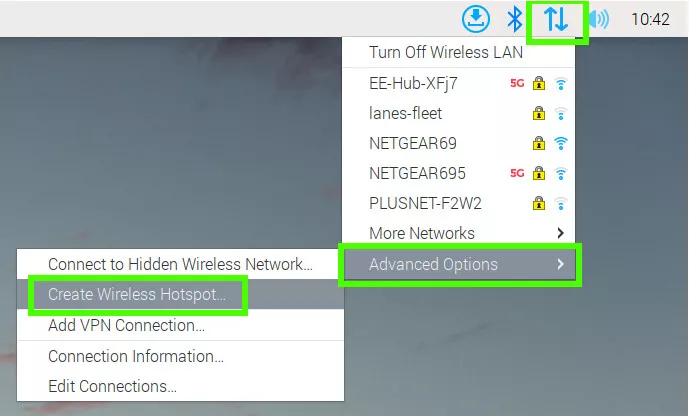 10:42
Turn Off Wireless LAN
EE-Hub-XFj7 5G
lanes-fleet
NETGEAR69
NETGEAR695 5G
PLUSNET-F2W2
More Networks
Advanced Options
Connect to Hidden Wireless Network...
Create Wireless Hotspot...
Add VPN Connection...
Connection Information...
Edit Connections...